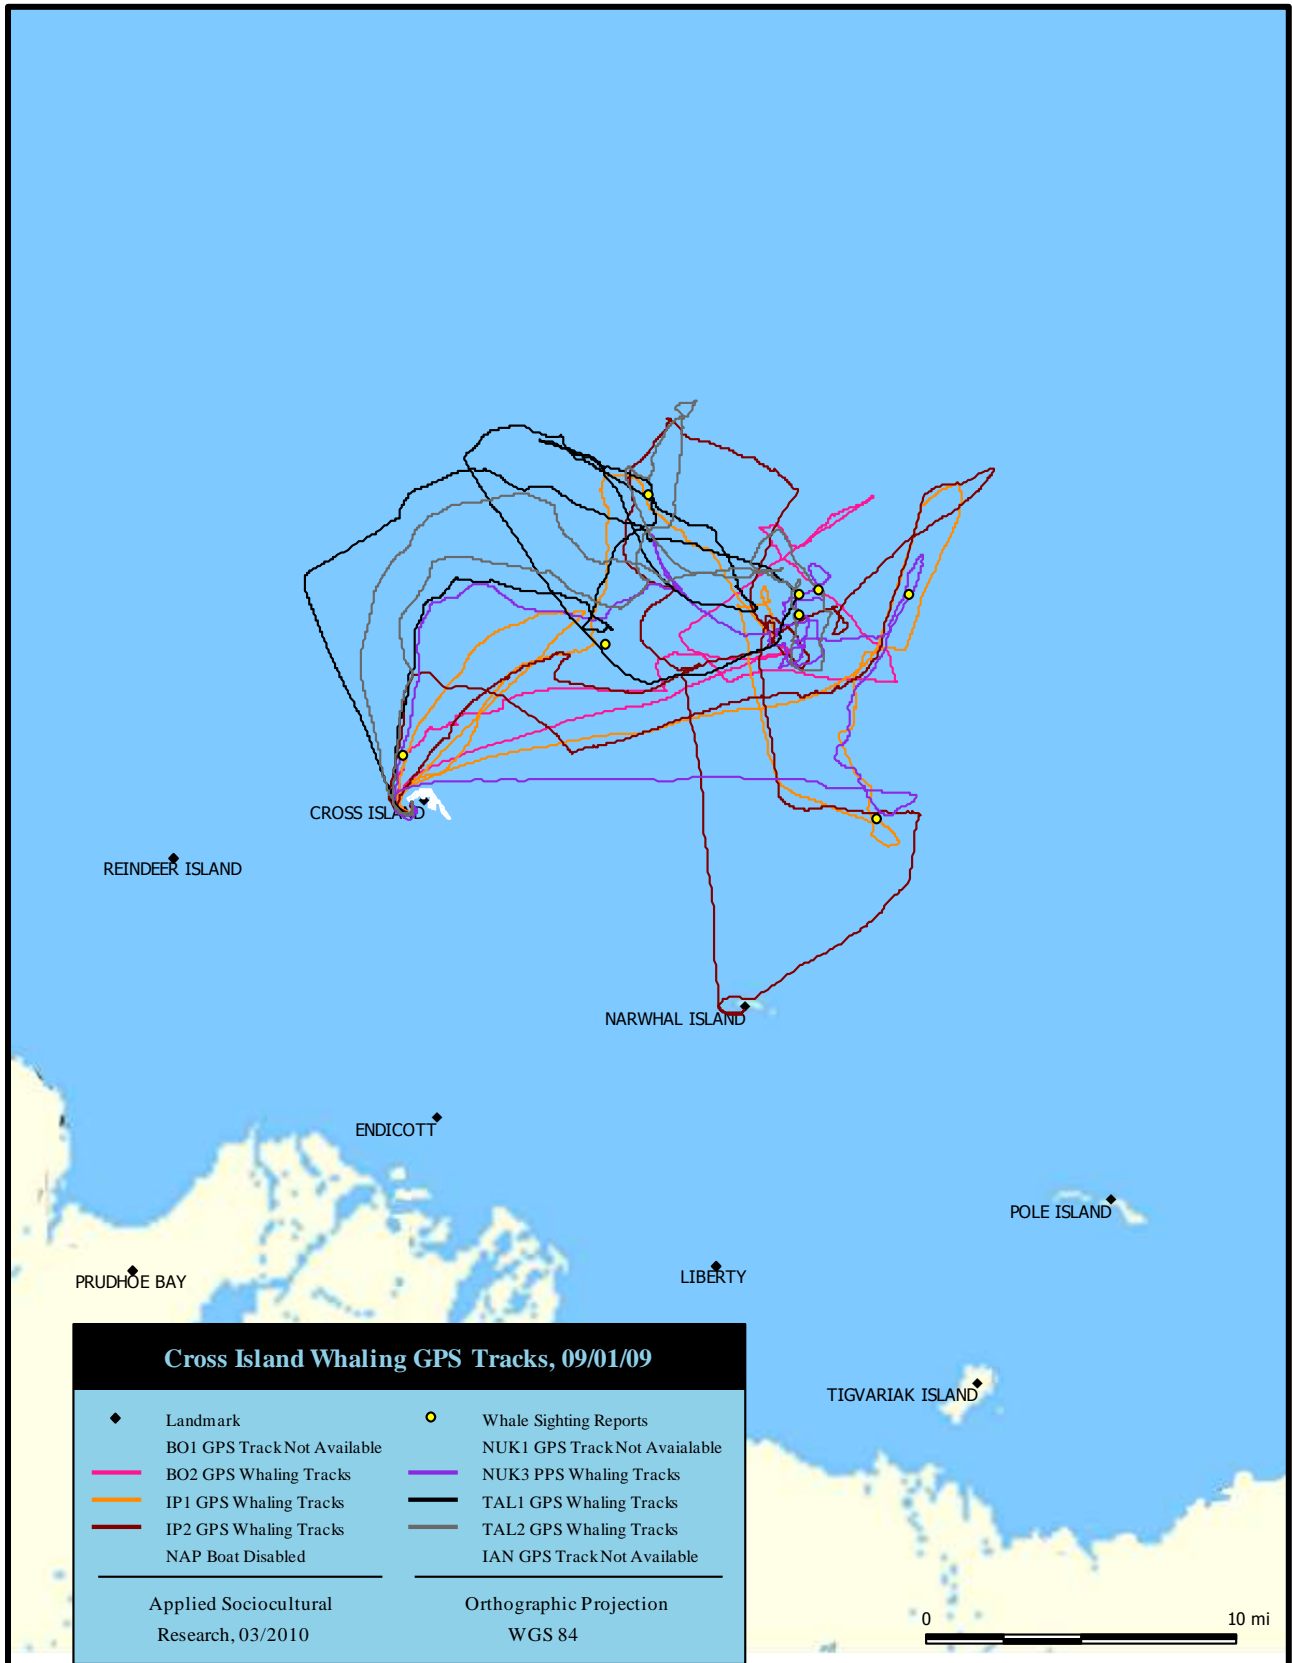 CROSS ISLAND
REINDEER ISLAND
NARWHAL ISLAND
ENDICOTT
POLE ISLAND
PRUDHOE BAY
LIBERTY
TIGVARIAK ISLAND
Cross Island Whaling GPS Tracks, 09/01/09
Landmark
BO1 GPS Track Not Available
BO2 GPS Whaling Tracks
IP1 GPS Whaling Tracks
IP2 GPS Whaling Tracks
NAP Boat Disabled
Whale Sighting Reports
NUK1 GPS Track Not Avaialable
NUK3 PPS Whaling Tracks
TAL1 GPS Whaling Tracks
TAL2 GPS Whaling Tracks
IAN GPS Track Not Available
Applied Sociocultural
Research, 03/2010
Orthographic Projection
WGS 84
0 10 mi